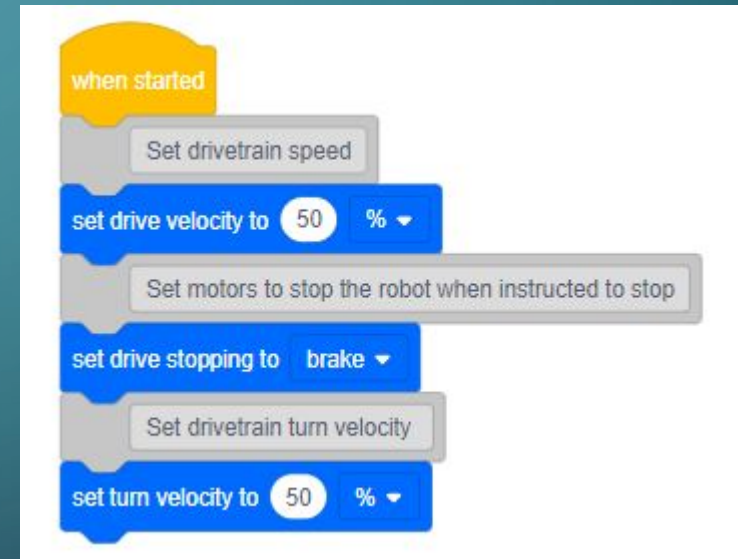 when started
Set drivetrain speed
set drive velocity to 50 %
Set motors to stop the robot when instructed to stop
set drive stopping to brake
Set drivetrain turn velocity
set turn velocity to 50 %